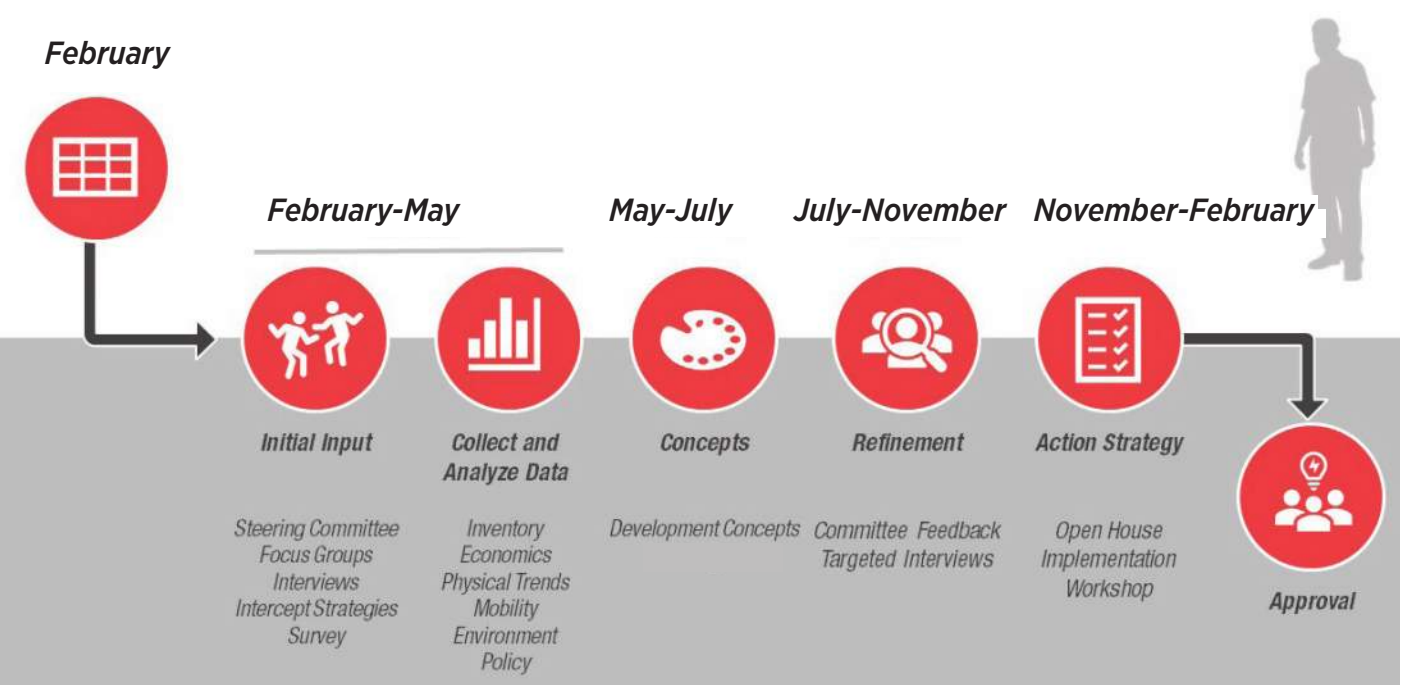 February
February-May
May-July
July-November
November-February
Initial Input
Steering Committee
Focus Groups
Interviews
Intercept Strategies
Survey
Collect and
Analyze Data
Inventory
Economics
Physical Trends
Mobility
Environment
Policy
Concepts
Development Concepts
Refinement
Committee Feedback
Targeted Interviews
Action Strategy
Open House
Implementation
Workshop
Approval